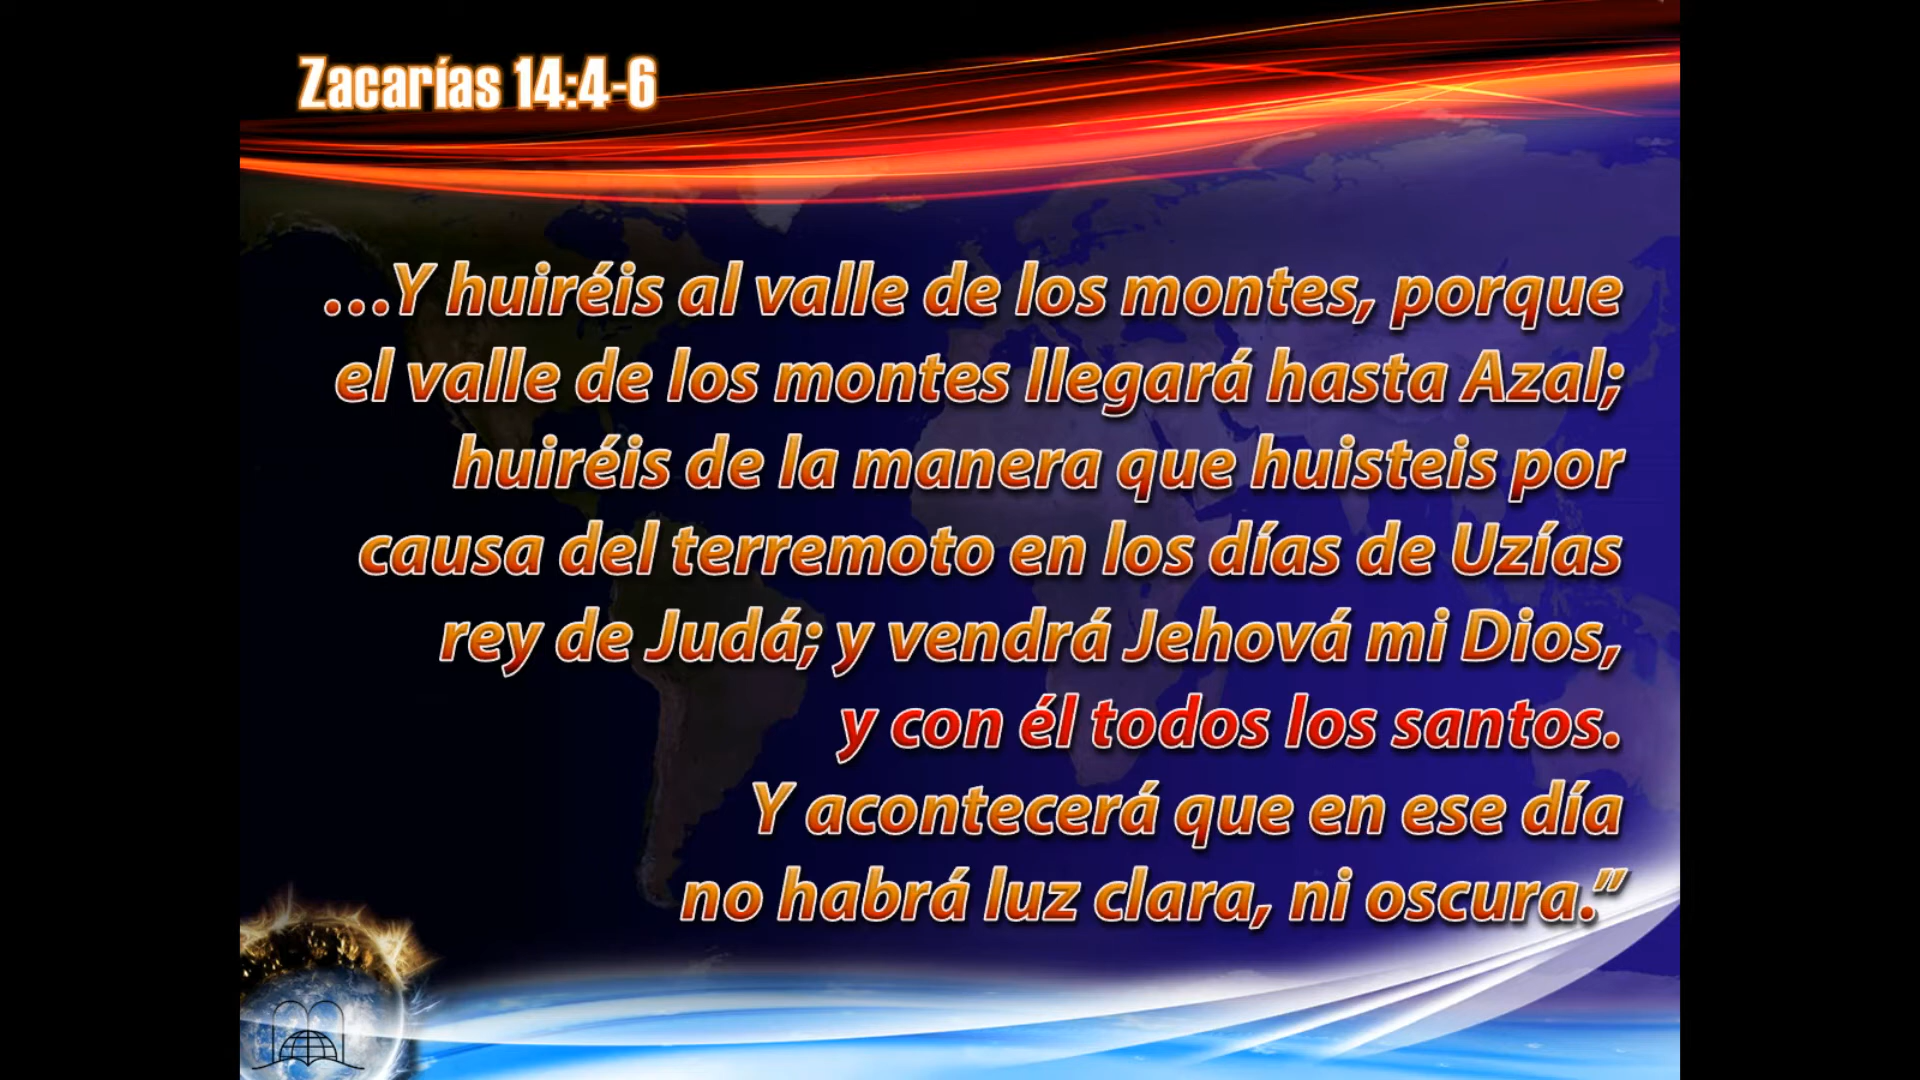 Zacarías 14:4-6
...Y huiréis al valle de los montes, porque
el valle de los montes llegará hasta Azal;
huiréis de la manera que huisteis por
causa del terremoto en los días de Uzías
rey de Judá; y vendrá Jehová mi Dios,
y con él todos los santos.
Y acontecerá que en ese día
no habrá luz clara, ni oscura.”